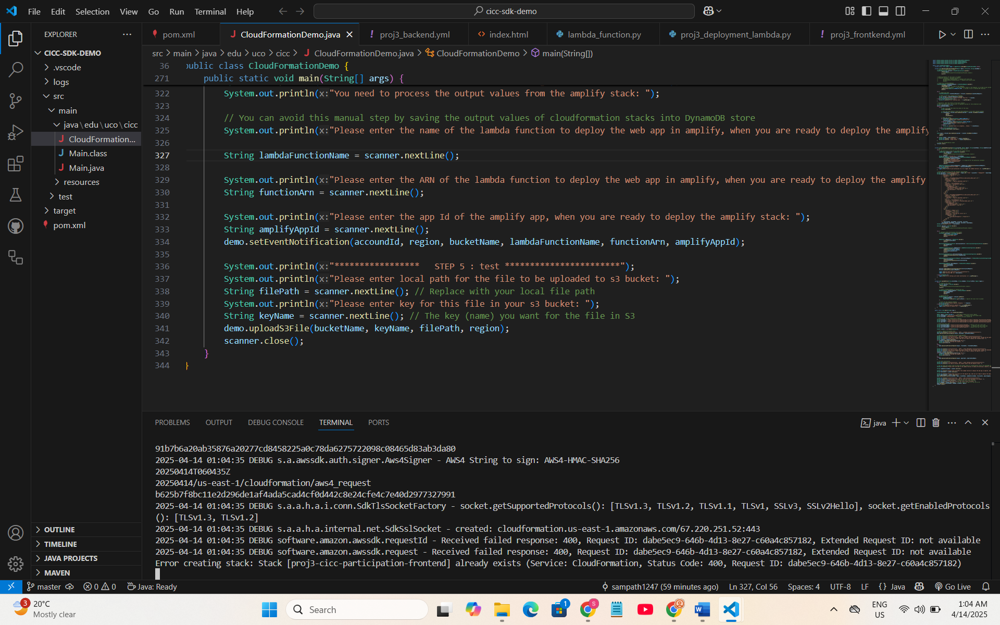 File Edit Selection View Go Run Terminal Help
cicc-sdk-demo
EXPLORER
CICC-SDK-DEMO
.vscode
logs
src
main
java\edu\uco\cicc
CloudFormation...
Main.class
Main.java
resources
test
target
pom.xml
OUTLINE
TIMELINE
JAVA PROJECTS
MAVEN
pom.xml CloudFormationDemo.java proj3_backend.yml index.html lambda_function.py proj3_deployment_lambda.py proj3_frontkend.yml
src > main > java > edu > uco > cicc > CloudFormationDemo.java > CloudFormationDemo > main(String[])
36 public class CloudFormationDemo {
271 public static void main(String[] args) {
322 System.out.println(x:"You need to process the output values from the amplify stack: ");
323
324 // You can avoid this manual step by saving the output values of cloudformation stacks into DynamoDB store
325 System.out.println(x:"Please enter the name of the lambda function to deploy the web app in amplify, when you are ready to deploy the amplify
326
327 String lambdaFunctionName = scanner.nextLine();
328
329 System.out.println(x:"Please enter the ARN of the lambda function to deploy the web app in amplify, when you are ready to deploy the amplify
330 String functionArn = scanner.nextLine();
331
332 System.out.println(x:"Please enter the app Id of the amplify app, when you are ready to deploy the amplify stack: ");
333 String amplifyAppId = scanner.nextLine();
334 demo.setEventNotification(accoundId, region, bucketName, lambdaFunctionName, functionArn, amplifyAppId);
335
336 System.out.println(x:"***************** STEP 5 : test ***********************");
337 System.out.println(x:"Please enter local path for the file to be uploaded to s3 bucket: ");
338 String filePath = scanner.nextLine(); // Replace with your local file path
339 System.out.println(x:"Please enter key for this file in your s3 bucket: ");
340 String keyName = scanner.nextLine(); // The key (name) you want for the file in S3
341 demo.uploadS3File(bucketName, keyName, filePath, region);
342 scanner.close();
343 }
344 }
PROBLEMS OUTPUT DEBUG CONSOLE TERMINAL PORTS
java
91b7b6a20ab35876a20277cd8458225a0c78da6275722098c08465d83ab3da80
2025-04-14 01:04:35 DEBUG s.a.awssdk.auth.signer.Aws4Signer - AWS4 String to sign: AWS4-HMAC-SHA256
20250414T060435Z
20250414/us-east-1/cloudformation/aws4_request
b625b7f8bc11e2d296de1af4ada5cad4cf0d442c8e24cfe4c7e40d2977327991
2025-04-14 01:04:35 DEBUG s.a.a.h.a.i.conn.SdkTlsSocketFactory - socket.getSupportedProtocols(): [TLSv1.3, TLSv1.2, TLSv1.1, TLSv1, SSLv3, SSLv2Hello], socket.getEnabledProtocols
(): [TLSv1.3, TLSv1.2]
2025-04-14 01:04:35 DEBUG s.a.a.h.a.internal.net.SdkSslSocket - created: cloudformation.us-east-1.amazonaws.com/67.220.251.52:443
2025-04-14 01:04:35 DEBUG software.amazon.awssdk.requestId - Received failed response: 400, Request ID: dabe5ec9-646b-4d13-8e27-c60a4c857182, Extended Request ID: not available
2025-04-14 01:04:35 DEBUG software.amazon.awssdk.request - Received failed response: 400, Request ID: dabe5ec9-646b-4d13-8e27-c60a4c857182, Extended Request ID: not available
Error creating stack: Stack [proj3-cicc-participation-frontend] already exists (Service: CloudFormation, Status Code: 400, Request ID: dabe5ec9-646b-4d13-8e27-c60a4c857182)
master 0 0 Java: Ready sampath1247 (59 minutes ago) Ln 327, Col 56 Spaces: 4 UTF-8 LF {} Java Go Live
3 20°C
Mostly clear
Search
1
S
ENG
US
1:04 AM
4/14/2025